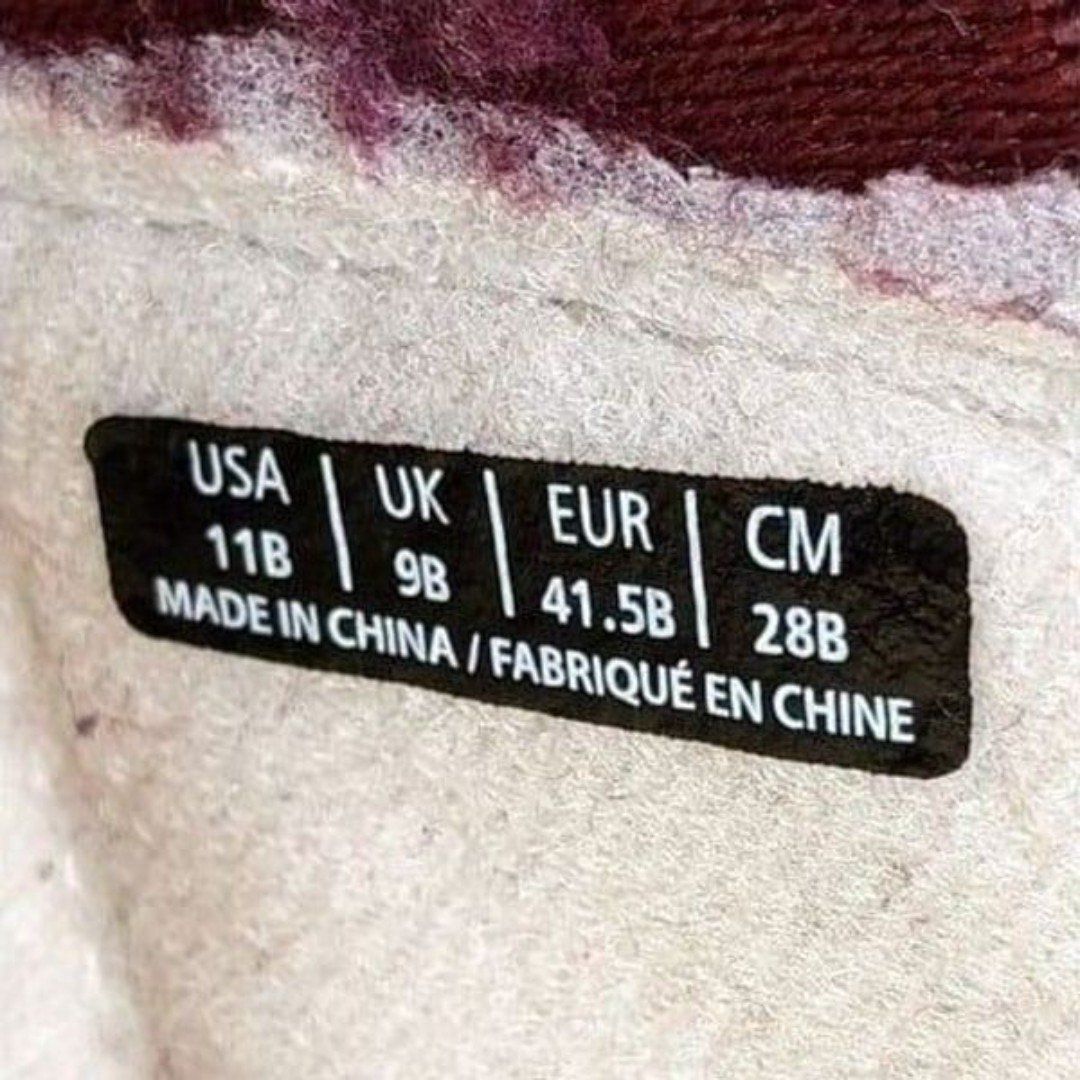 USA | UK | EUR | CM
11B | 9B | 41.5B | 28B
MADE IN CHINA / FABRIQUÉ EN CHINE